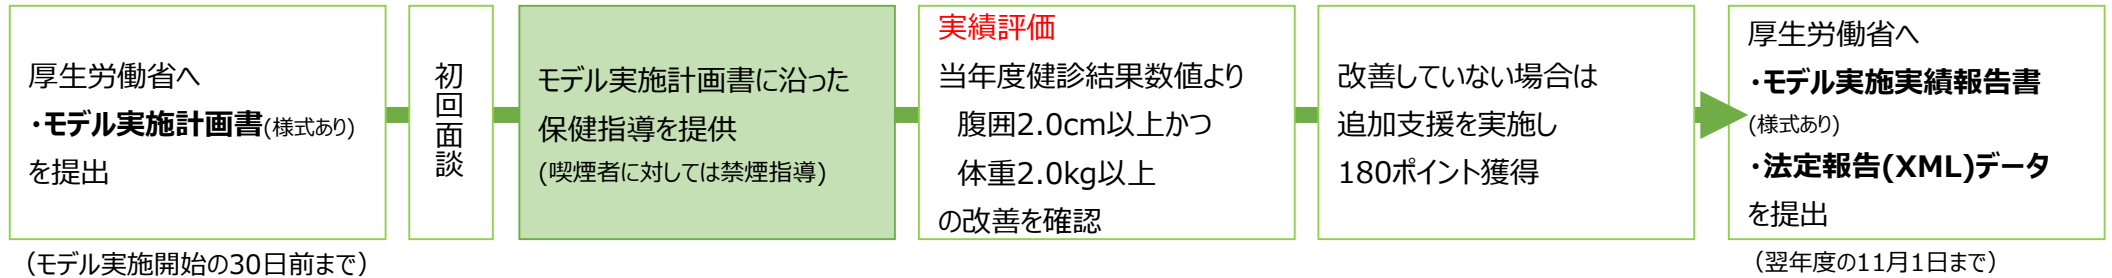 厚生労働省へ
・モデル実施計画書(様式あり)
を提出
(モデル実施開始の30日前まで)
初回面談
モデル実施計画書に沿った
保健指導を提供
(喫煙者に対しては禁煙指導)
実績評価
当年度健診結果数値より
腹囲2.0cm以上かつ
体重2.0kg以上
の改善を確認
改善していない場合は
追加支援を実施し
180ポイント獲得
厚生労働省へ
・モデル実施実績報告書
(様式あり)
・法定報告(XML)データ
を提出
(翌年度の11月1日まで)